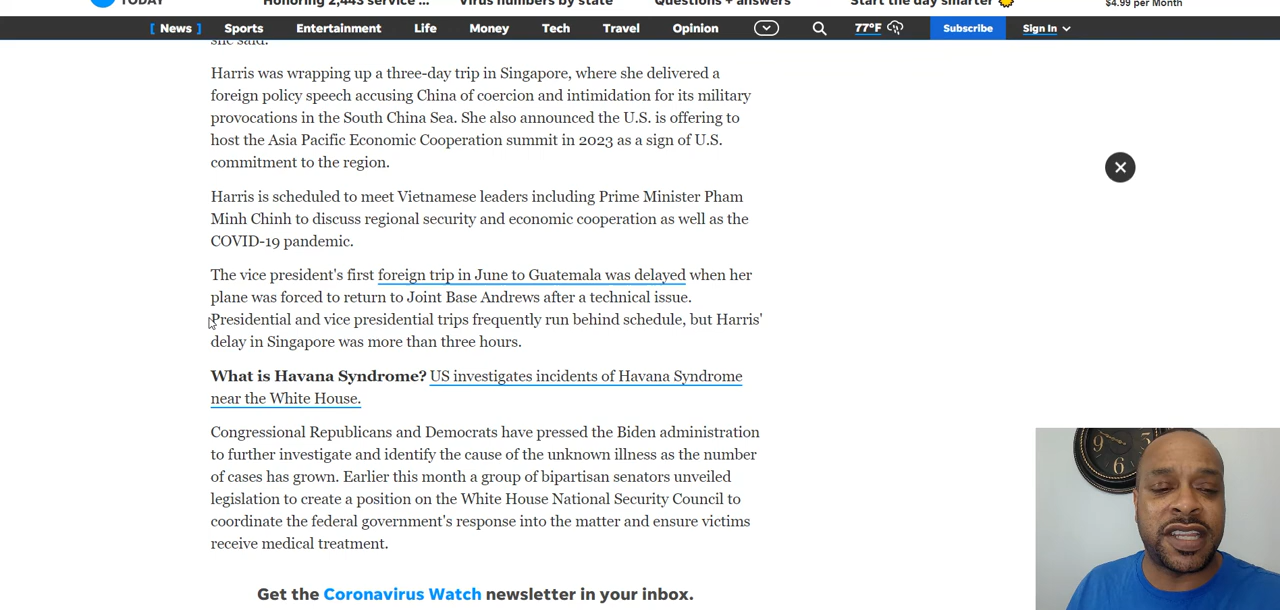 TODAY
Honoring 2,443 service ...
Virus numbers by state
Questions + answers
Start the day smarter
$4.99 per Month
[ News ] Sports Entertainment Life Money Tech Travel Opinion 77°F Subscribe Sign In
she said.
Harris was wrapping up a three-day trip in Singapore, where she delivered a
foreign policy speech accusing China of coercion and intimidation for its military
provocations in the South China Sea. She also announced the U.S. is offering to
host the Asia Pacific Economic Cooperation summit in 2023 as a sign of U.S.
commitment to the region.
Harris is scheduled to meet Vietnamese leaders including Prime Minister Pham
Minh Chinh to discuss regional security and economic cooperation as well as the
COVID-19 pandemic.
The vice president's first foreign trip in June to Guatemala was delayed when her
plane was forced to return to Joint Base Andrews after a technical issue.
Presidential and vice presidential trips frequently run behind schedule, but Harris'
delay in Singapore was more than three hours.
What is Havana Syndrome? US investigates incidents of Havana Syndrome
near the White House.
Congressional Republicans and Democrats have pressed the Biden administration
to further investigate and identify the cause of the unknown illness as the number
of cases has grown. Earlier this month a group of bipartisan senators unveiled
legislation to create a position on the White House National Security Council to
coordinate the federal government's response into the matter and ensure victims
receive medical treatment.
Get the Coronavirus Watch newsletter in your inbox.
9
3
6